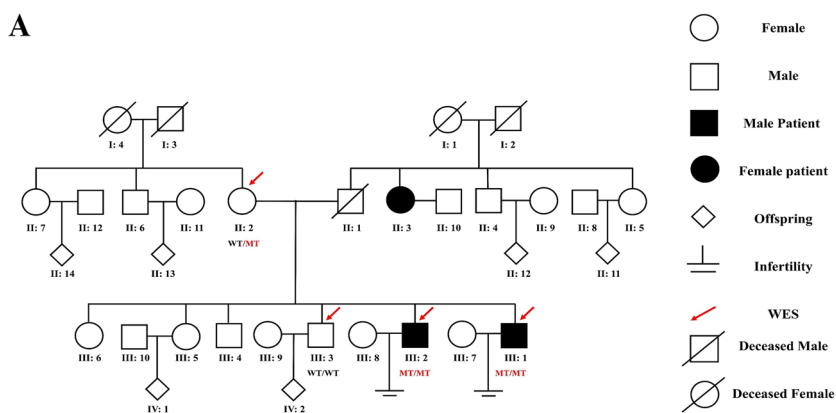 A
Female
Male
Male Patient
Female patient
Offspring
Infertility
WES
Deceased Male
Deceased Female
I: 4 I: 3 I: 1 I: 2
II: 7 II: 12 II: 6 II: 11 II: 2 II: 1 II: 3 II: 10 II: 4 II: 9 II: 8 II: 5
WT/MT
II: 14 II: 13 II: 12 II: 11
III: 6 III: 10 III: 5 III: 4 III: 9 III: 3 III: 8 III: 2 III: 7 III: 1
WT/WT MT/MT MT/MT
IV: 1 IV: 2